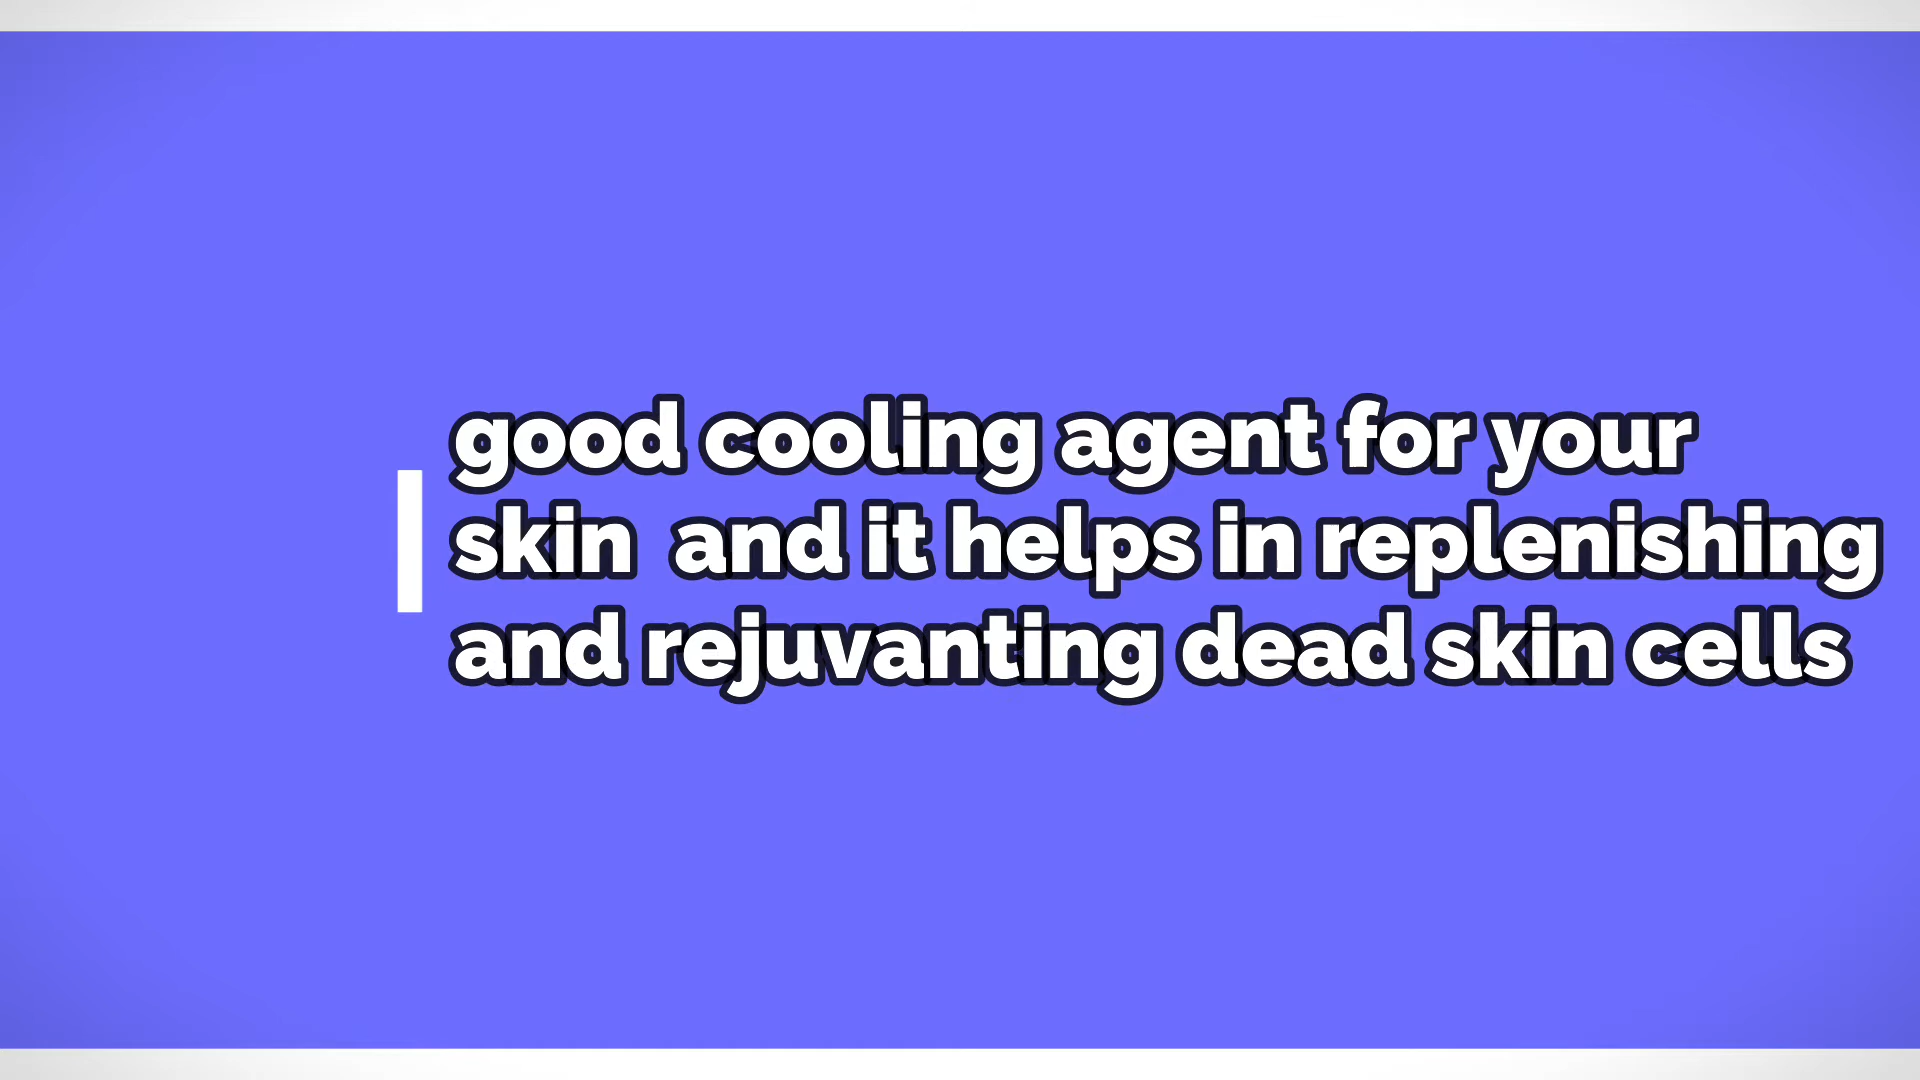 good cooling agent for your
skin  and it helps in replenishing
and rejuvanting dead skin cells